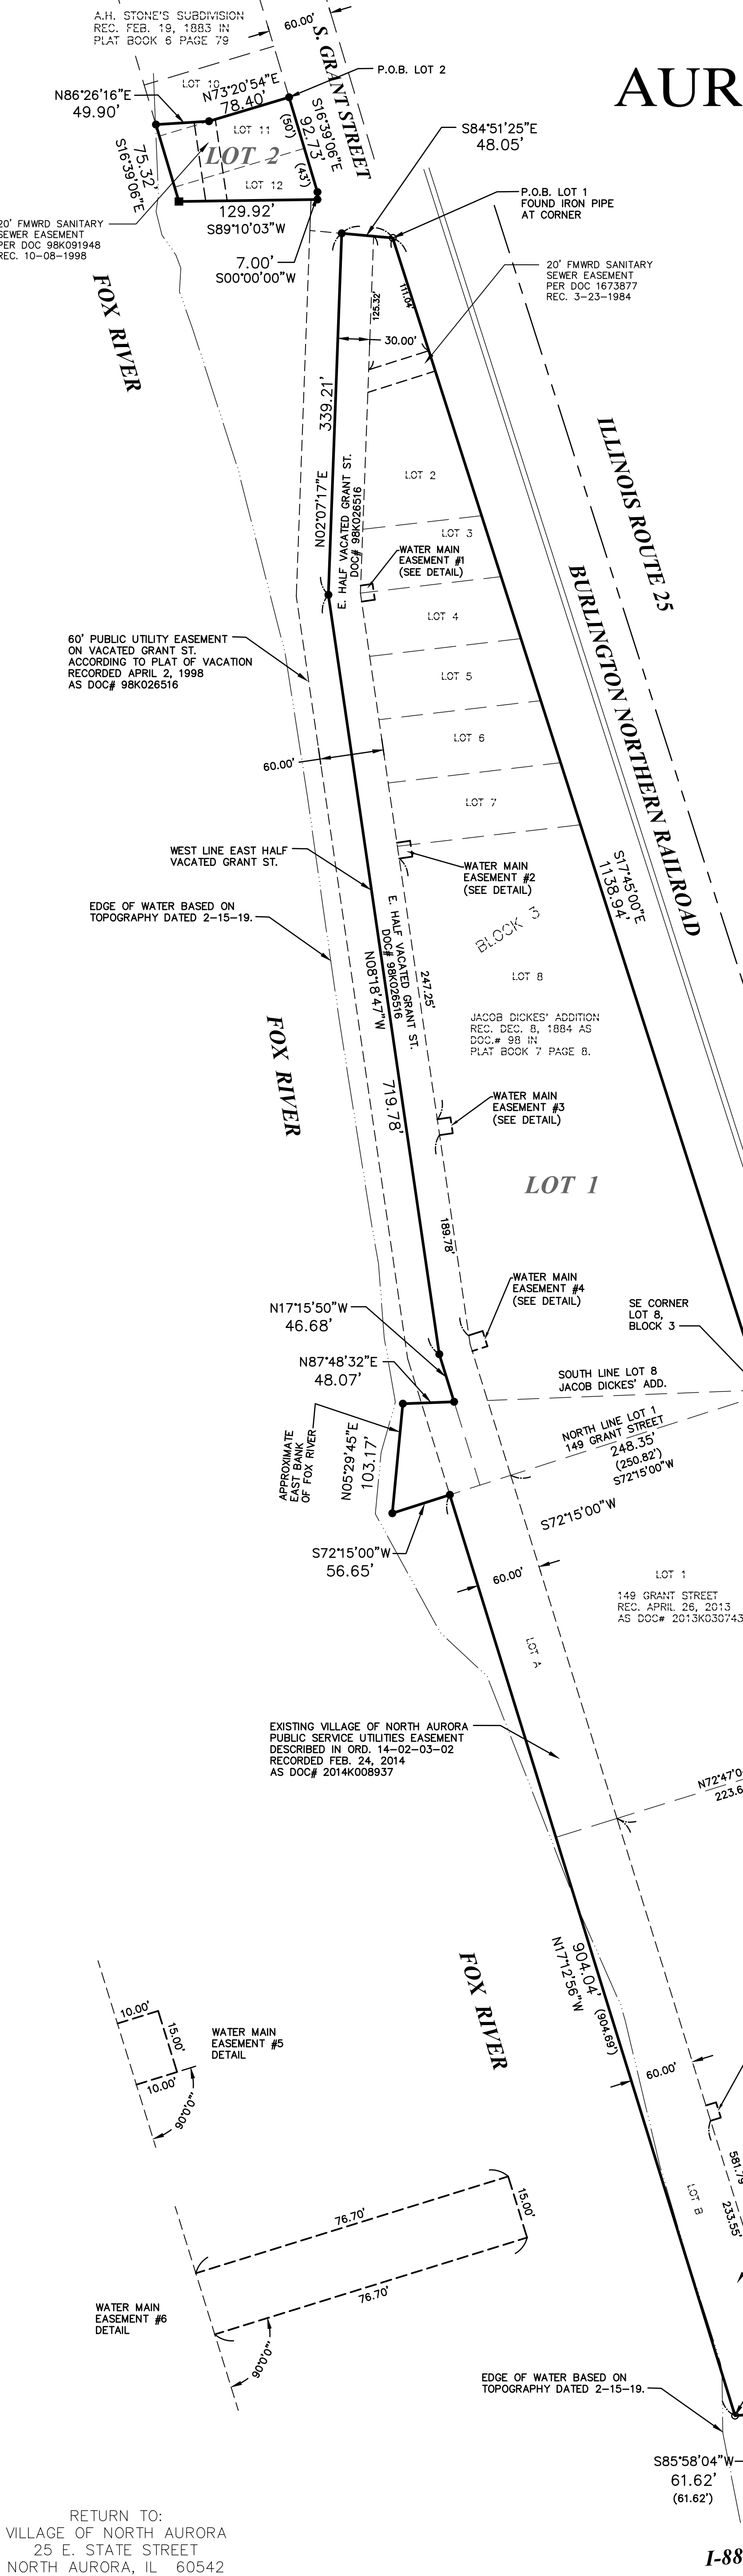 A.H. STONE'S SUBDIVISION
REC. FEB. 19, 1883 IN
PLAT BOOK 6 PAGE 79
60.00'
S. GRANT STREET
P.O.B. LOT 2
AUR
LOT 10
N73°20'54"E
78.40'
N86°26'16"E
49.90'
LOT 11
(50')
S16°39'06"E
92.73'
LOT 2
75.32'
S16°39'06"E
LOT 12
(43')
129.92'
S89°10'03"W
7.00'
S00°00'00"W
20' FMWRD SANITARY
SEWER EASEMENT
PER DOC 98K091948
REC. 10-08-1998
S84°51'25"E
48.05'
P.O.B. LOT 1
FOUND IRON PIPE
AT CORNER
20' FMWRD SANITARY
SEWER EASEMENT
PER DOC 1673877
REC. 3-23-1984
FOX RIVER
125.32'
111.04'
30.00'
339.21'
N02°07'17"E
E. HALF VACATED GRANT ST.
DOC# 98K026516
LOT 2
LOT 3
ILLINOIS ROUTE 25
WATER MAIN
EASEMENT #1
(SEE DETAIL)
BURLINGTON NORTHERN RAILROAD
LOT 4
60' PUBLIC UTILITY EASEMENT
ON VACATED GRANT ST.
ACCORDING TO PLAT OF VACATION
RECORDED APRIL 2, 1998
AS DOC# 98K026516
LOT 5
LOT 6
60.00'
LOT 7
WEST LINE EAST HALF
VACATED GRANT ST.
WATER MAIN
EASEMENT #2
(SEE DETAIL)
S17°45'00"E
1138.94'
EDGE OF WATER BASED ON
TOPOGRAPHY DATED 2-15-19.
E. HALF VACATED GRANT ST.
DOC# 98K026516
N08°18'47"W
719.78'
BLOCK 3
247.25'
LOT 8
JACOB DICKES' ADDITION
REC. DEC. 8, 1884 AS
DOC.# 98 IN
PLAT BOOK 7 PAGE 8.
FOX RIVER
WATER MAIN
EASEMENT #3
(SEE DETAIL)
LOT 1
189.78'
WATER MAIN
EASEMENT #4
(SEE DETAIL)
N17°15'50"W
46.68'
SE CORNER
LOT 8,
BLOCK 3
N87°48'32"E
48.07'
SOUTH LINE LOT 8
JACOB DICKES' ADD.
APPROXIMATE
EAST BANK
OF FOX RIVER
N05°29'45"E
103.17'
NORTH LINE LOT 1
149 GRANT STREET
248.35'
(250.82')
S72°15'00"W
S72°15'00"W
S72°15'00"W
56.65'
60.00'
LOT 1
149 GRANT STREET
REC. APRIL 26, 2013
AS DOC# 2013K030743
LOT A
EXISTING VILLAGE OF NORTH AURORA
PUBLIC SERVICE UTILITIES EASEMENT
DESCRIBED IN ORD. 14-02-03-02
RECORDED FEB. 24, 2014
AS DOC# 2014K008937
N72°47'0
223.6
904.04'
(904.69')
N17°12'56"W
FOX RIVER
10.00'
15.00'
10.00'
90°0'0"
WATER MAIN
EASEMENT #5
DETAIL
60.00'
581.79
233.55'
LOT B
76.70'
15.00'
76.70'
90°0'0"
WATER MAIN
EASEMENT #6
DETAIL
EDGE OF WATER BASED ON
TOPOGRAPHY DATED 2-15-19.
S85°58'04"W
61.62'
(61.62')
RETURN TO:
VILLAGE OF NORTH AURORA
25 E. STATE STREET
NORTH AURORA, IL 60542
I-88